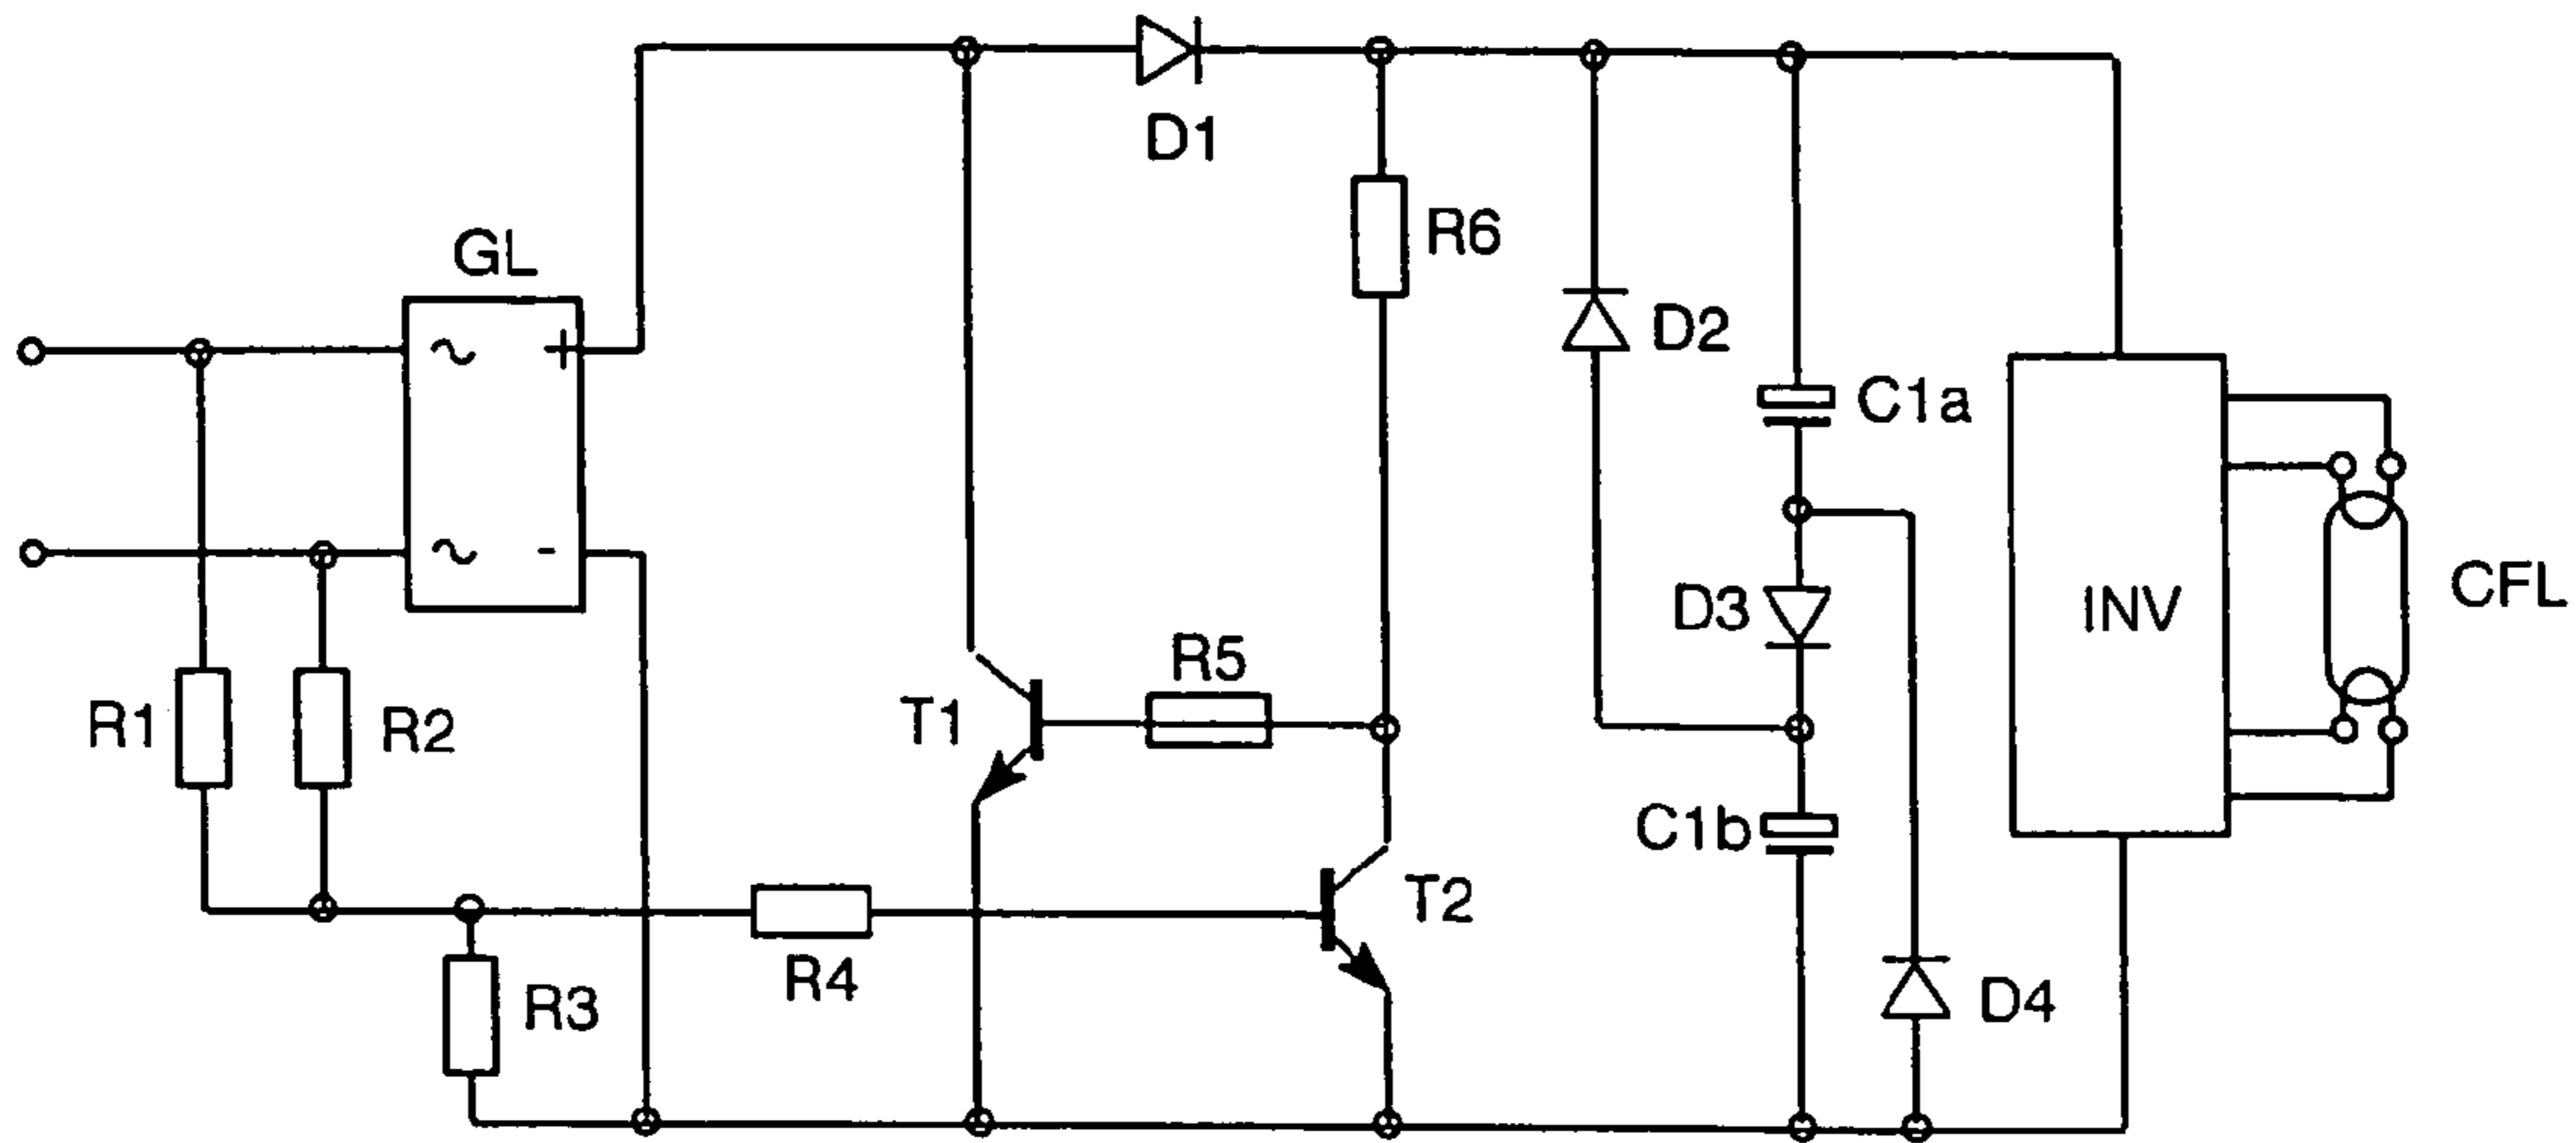 D1
GL
R6
~ +
D2
C1a
~ -
D3
INV
CFL
R1
R2
T1
R5
C1b
T2
R4
R3
D4